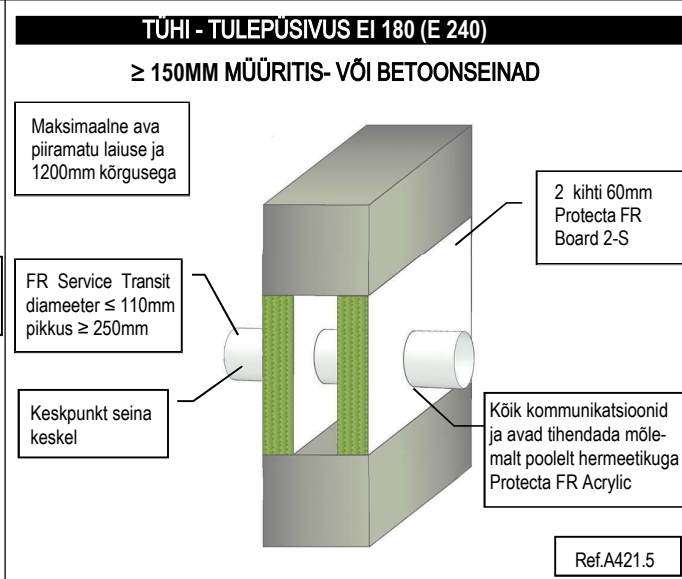 TÜHI - TULEPÜSIVUS EI 180 (E 240)
≥ 150MM MÜÜRITIS- VÕI BETOONSEINAD
Maksimaalne ava
piiramatu laiuse ja
1200mm kõrgusega
2 kihti 60mm
Protecta FR
Board 2-S
FR Service Transit
diameeter ≤ 110mm
pikkus ≥ 250mm
Keskpunkt seina
keskel
Kõik kommunikatsioonid
ja avad tihendada mõle-
malt poolelt hermeetikuga
Protecta FR Acrylic
Ref.A421.5